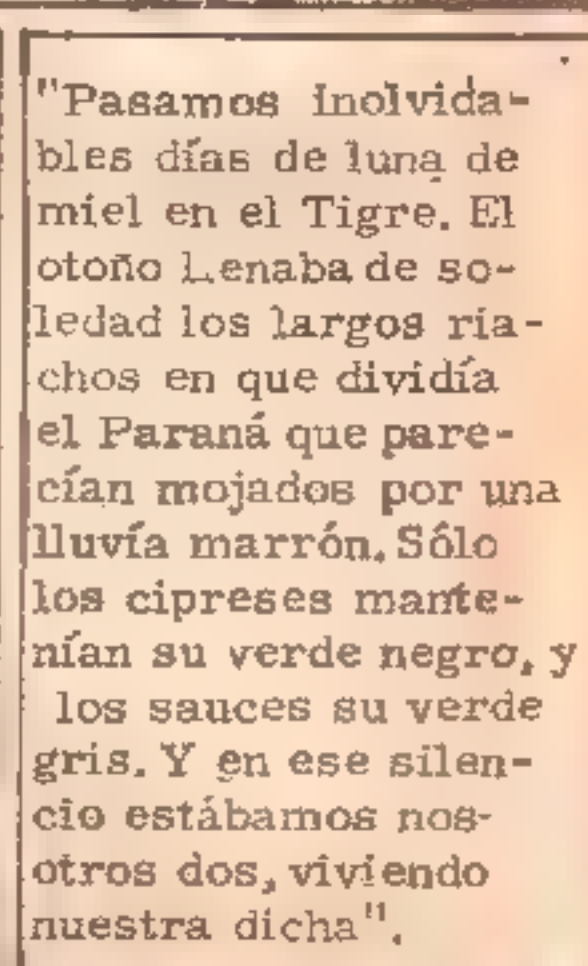 "Pasamos inolvida-
bles días de luna de
miel en el Tigre. El
otoño llenaba de so-
ledad los largos ria-
chos en que dividía
el Paraná que pare-
cían mojados por una
lluvía marrón. Sólo
los cipreses mante-
nían su verde negro, y
los sauces su verde
gris. Y en ese silen-
cio estábamos nos-
otros dos, viviendo
nuestra dicha".